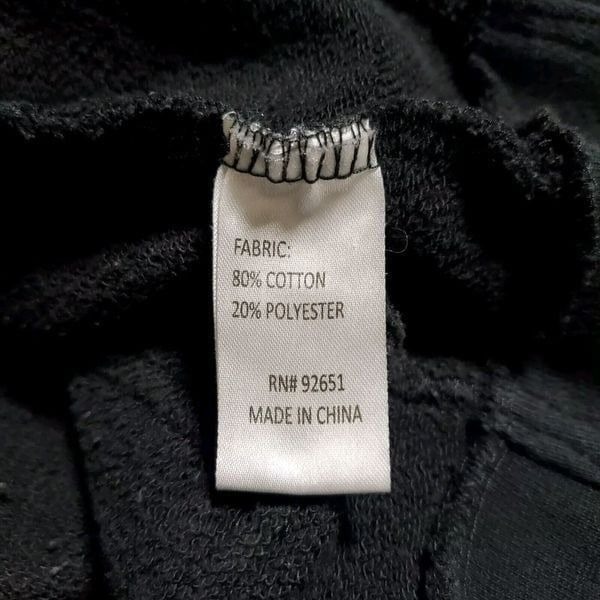 FABRIC:
80% COTTON
20% POLYESTER
RN# 92651
MADE IN CHINA